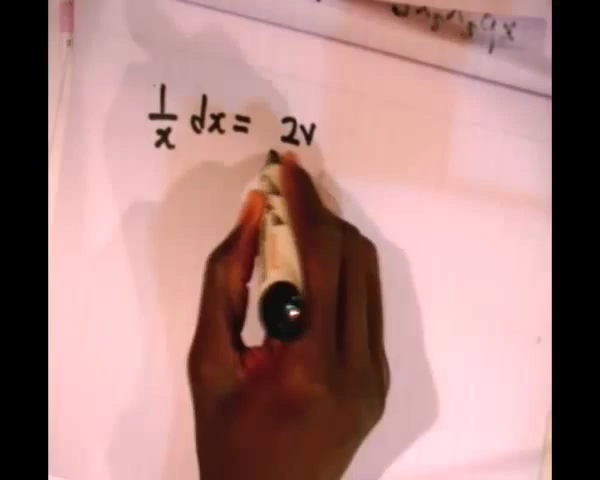 1/x dx = 2v